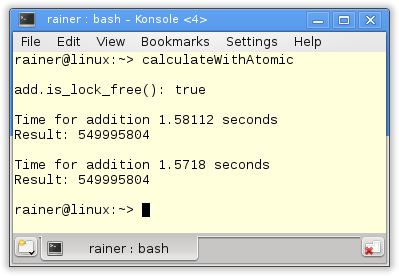 rainer : bash – Konsole <4>
File Edit View Bookmarks Settings Help
rainer@linux:~> calculateWithAtomic
add.is_lock_free(): true
Time for addition 1.58112 seconds
Result: 549995804
Time for addition 1.5718 seconds
Result: 549995804
rainer@linux:~>
rainer : bash